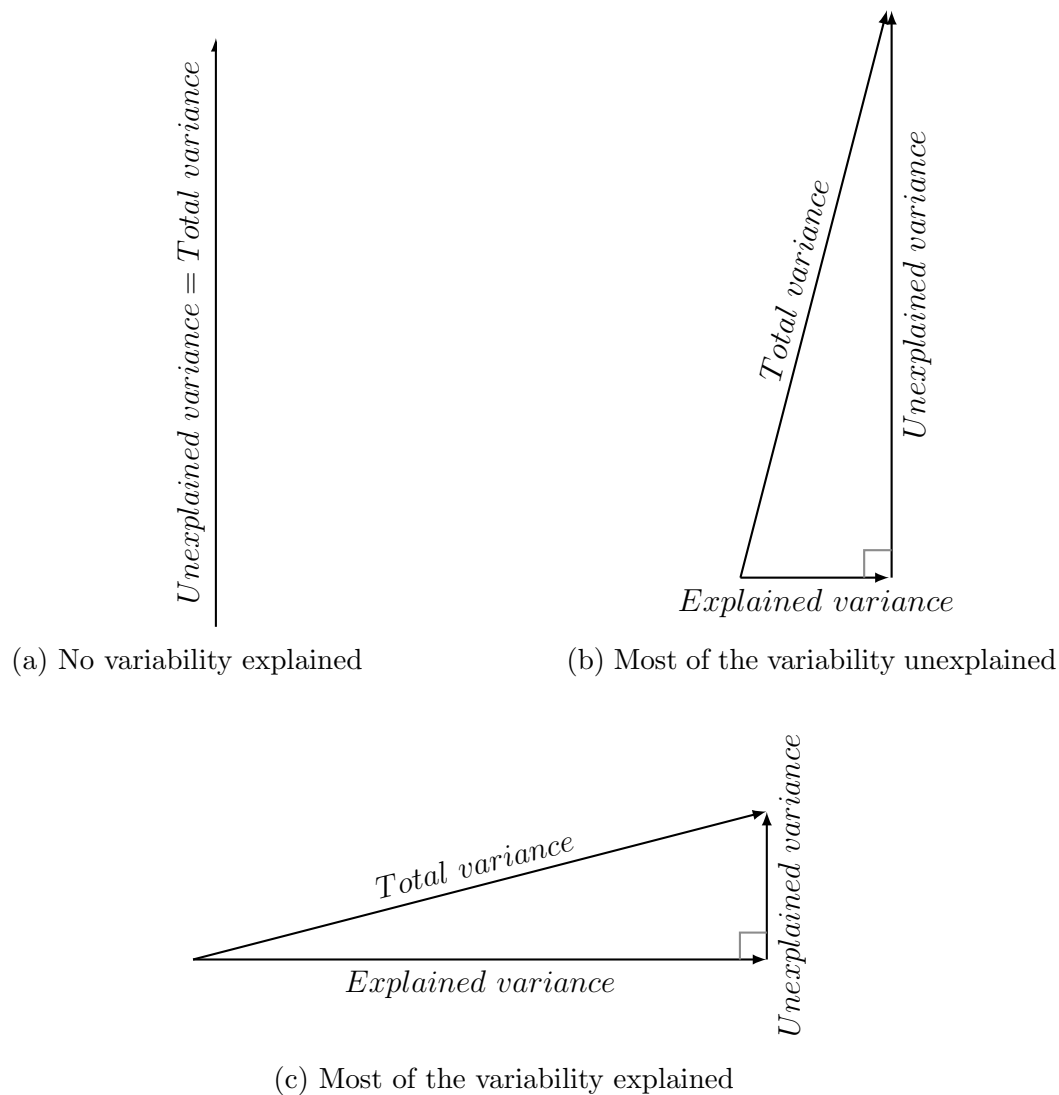 Unexplained variance = Total variance
(a) No variability explained
Total variance
Unexplained variance
Explained variance
(b) Most of the variability unexplained
Total variance
Explained variance
Unexplained variance
(c) Most of the variability explained